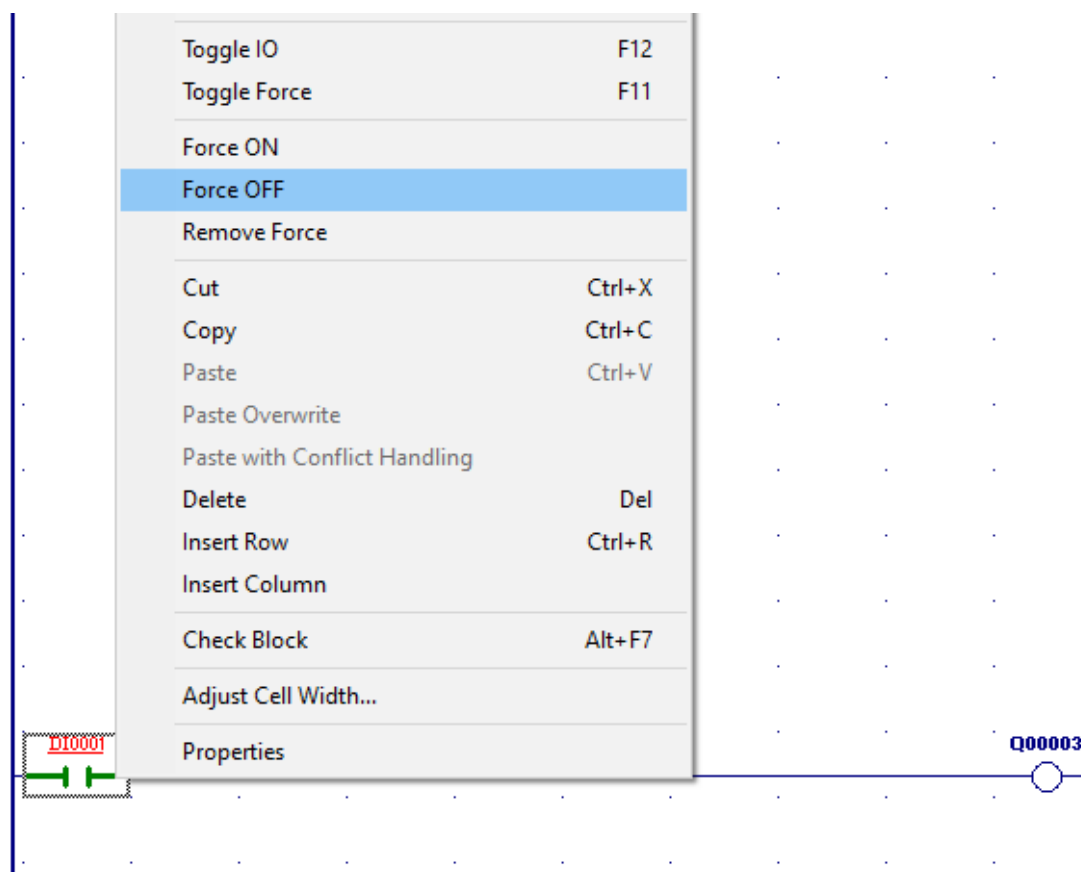 Toggle IO F12
Toggle Force F11
Force ON
Force OFF
Remove Force
Cut Ctrl+X
Copy Ctrl+C
Paste Ctrl+V
Paste Overwrite
Paste with Conflict Handling
Delete Del
Insert Row Ctrl+R
Insert Column
Check Block Alt+F7
Adjust Cell Width...
Properties
DI0001
Q00003